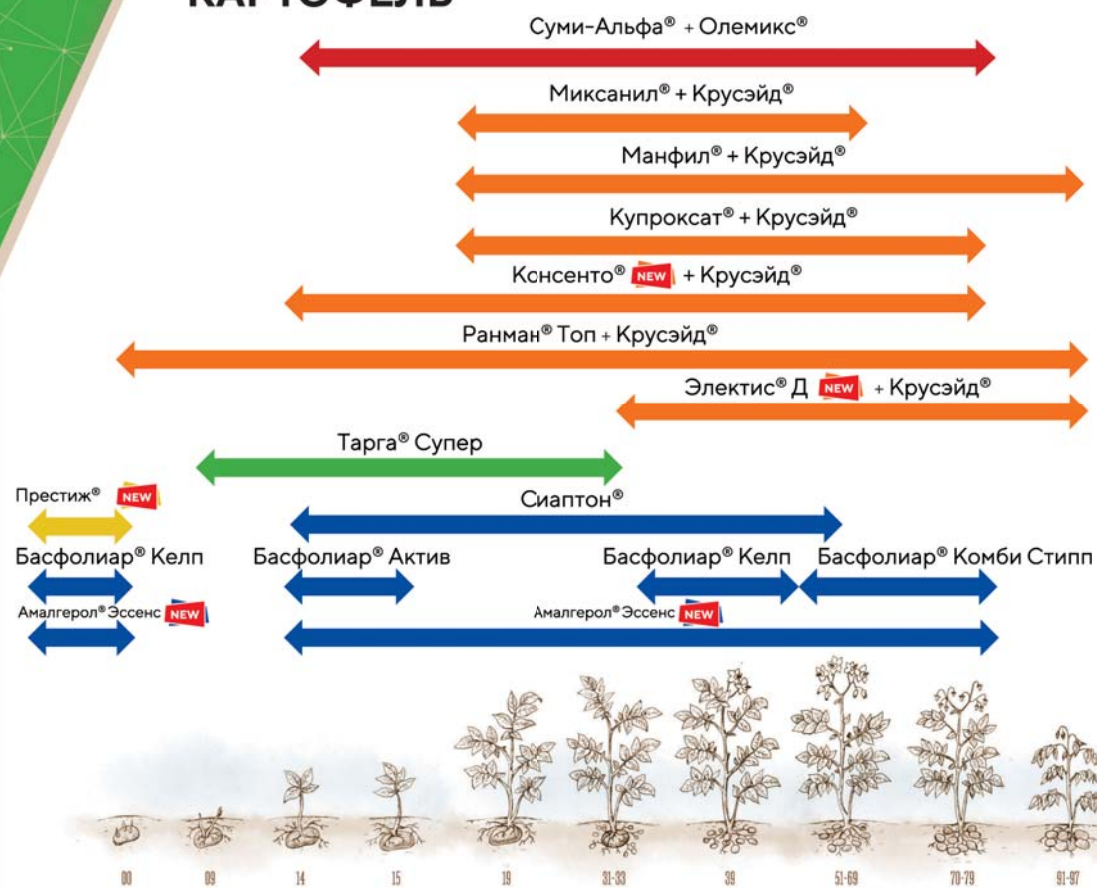 КАРТОФЕЛЬ
Суми-Альфа® + Олемикс®
Миксанил® + Крусэйд®
Манфил® + Крусэйд®
Купроксат® + Крусэйд®
Консенто® NEW + Крусэйд®
Ранман® Топ + Крусэйд®
Электис® Д NEW + Крусэйд®
Тарга® Супер
Престиж® NEW
Сиаптон®
Басфолиар® Келп Басфолиар® Актив Басфолиар® Келп Басфолиар® Комби Стипп
Амалгерол® Эссенс NEW Амалгерол® Эссенс NEW
00 09 14 15 19 31-33 39 51-69 70-79 91-97